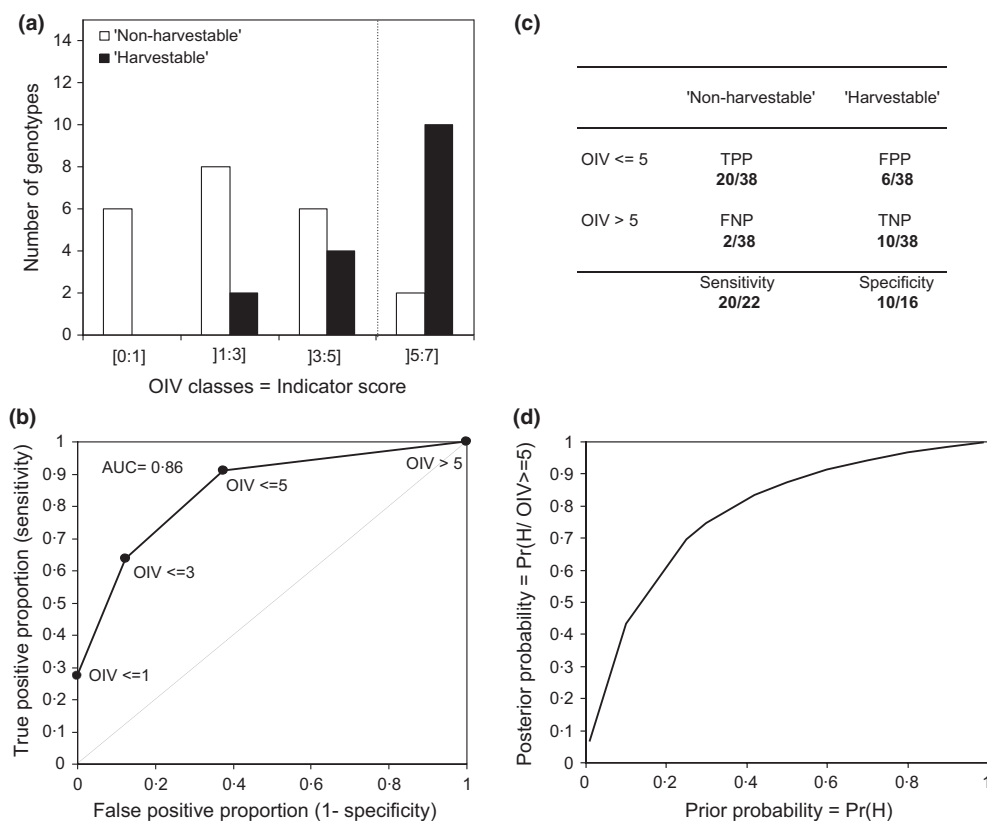 (a)
'Non-harvestable'
'Harvestable'
Number of genotypes
15
14
12
10
8
6
4
2
0
[0:1]
]1:3]
]3:5]
]5:7]
OIV classes = Indicator score
(c)
'Non-harvestable' 'Harvestable'
OIV <= 5 TPP FPP
20/38 6/38
OIV > 5 FNP TNP
2/38 10/38
Sensitivity Specificity
20/22 10/16
(b)
True positive proportion (sensitivity)
1
0·9
0·8
0·7
0·6
0·5
0·4
0·3
0·2
0·1
0
AUC= 0·86
OIV > 5
OIV <=5
OIV <=3
OIV <=1
0 0·2 0·4 0·6 0·8 1
False positive proportion (1- specificity)
(d)
Posterior probability = Pr(H/ OIV>=5)
1
0·9
0·8
0·7
0·6
0·5
0·4
0·3
0·2
0·1
0
0 0·2 0·4 0·6 0·8 1
Prior probability = Pr(H)